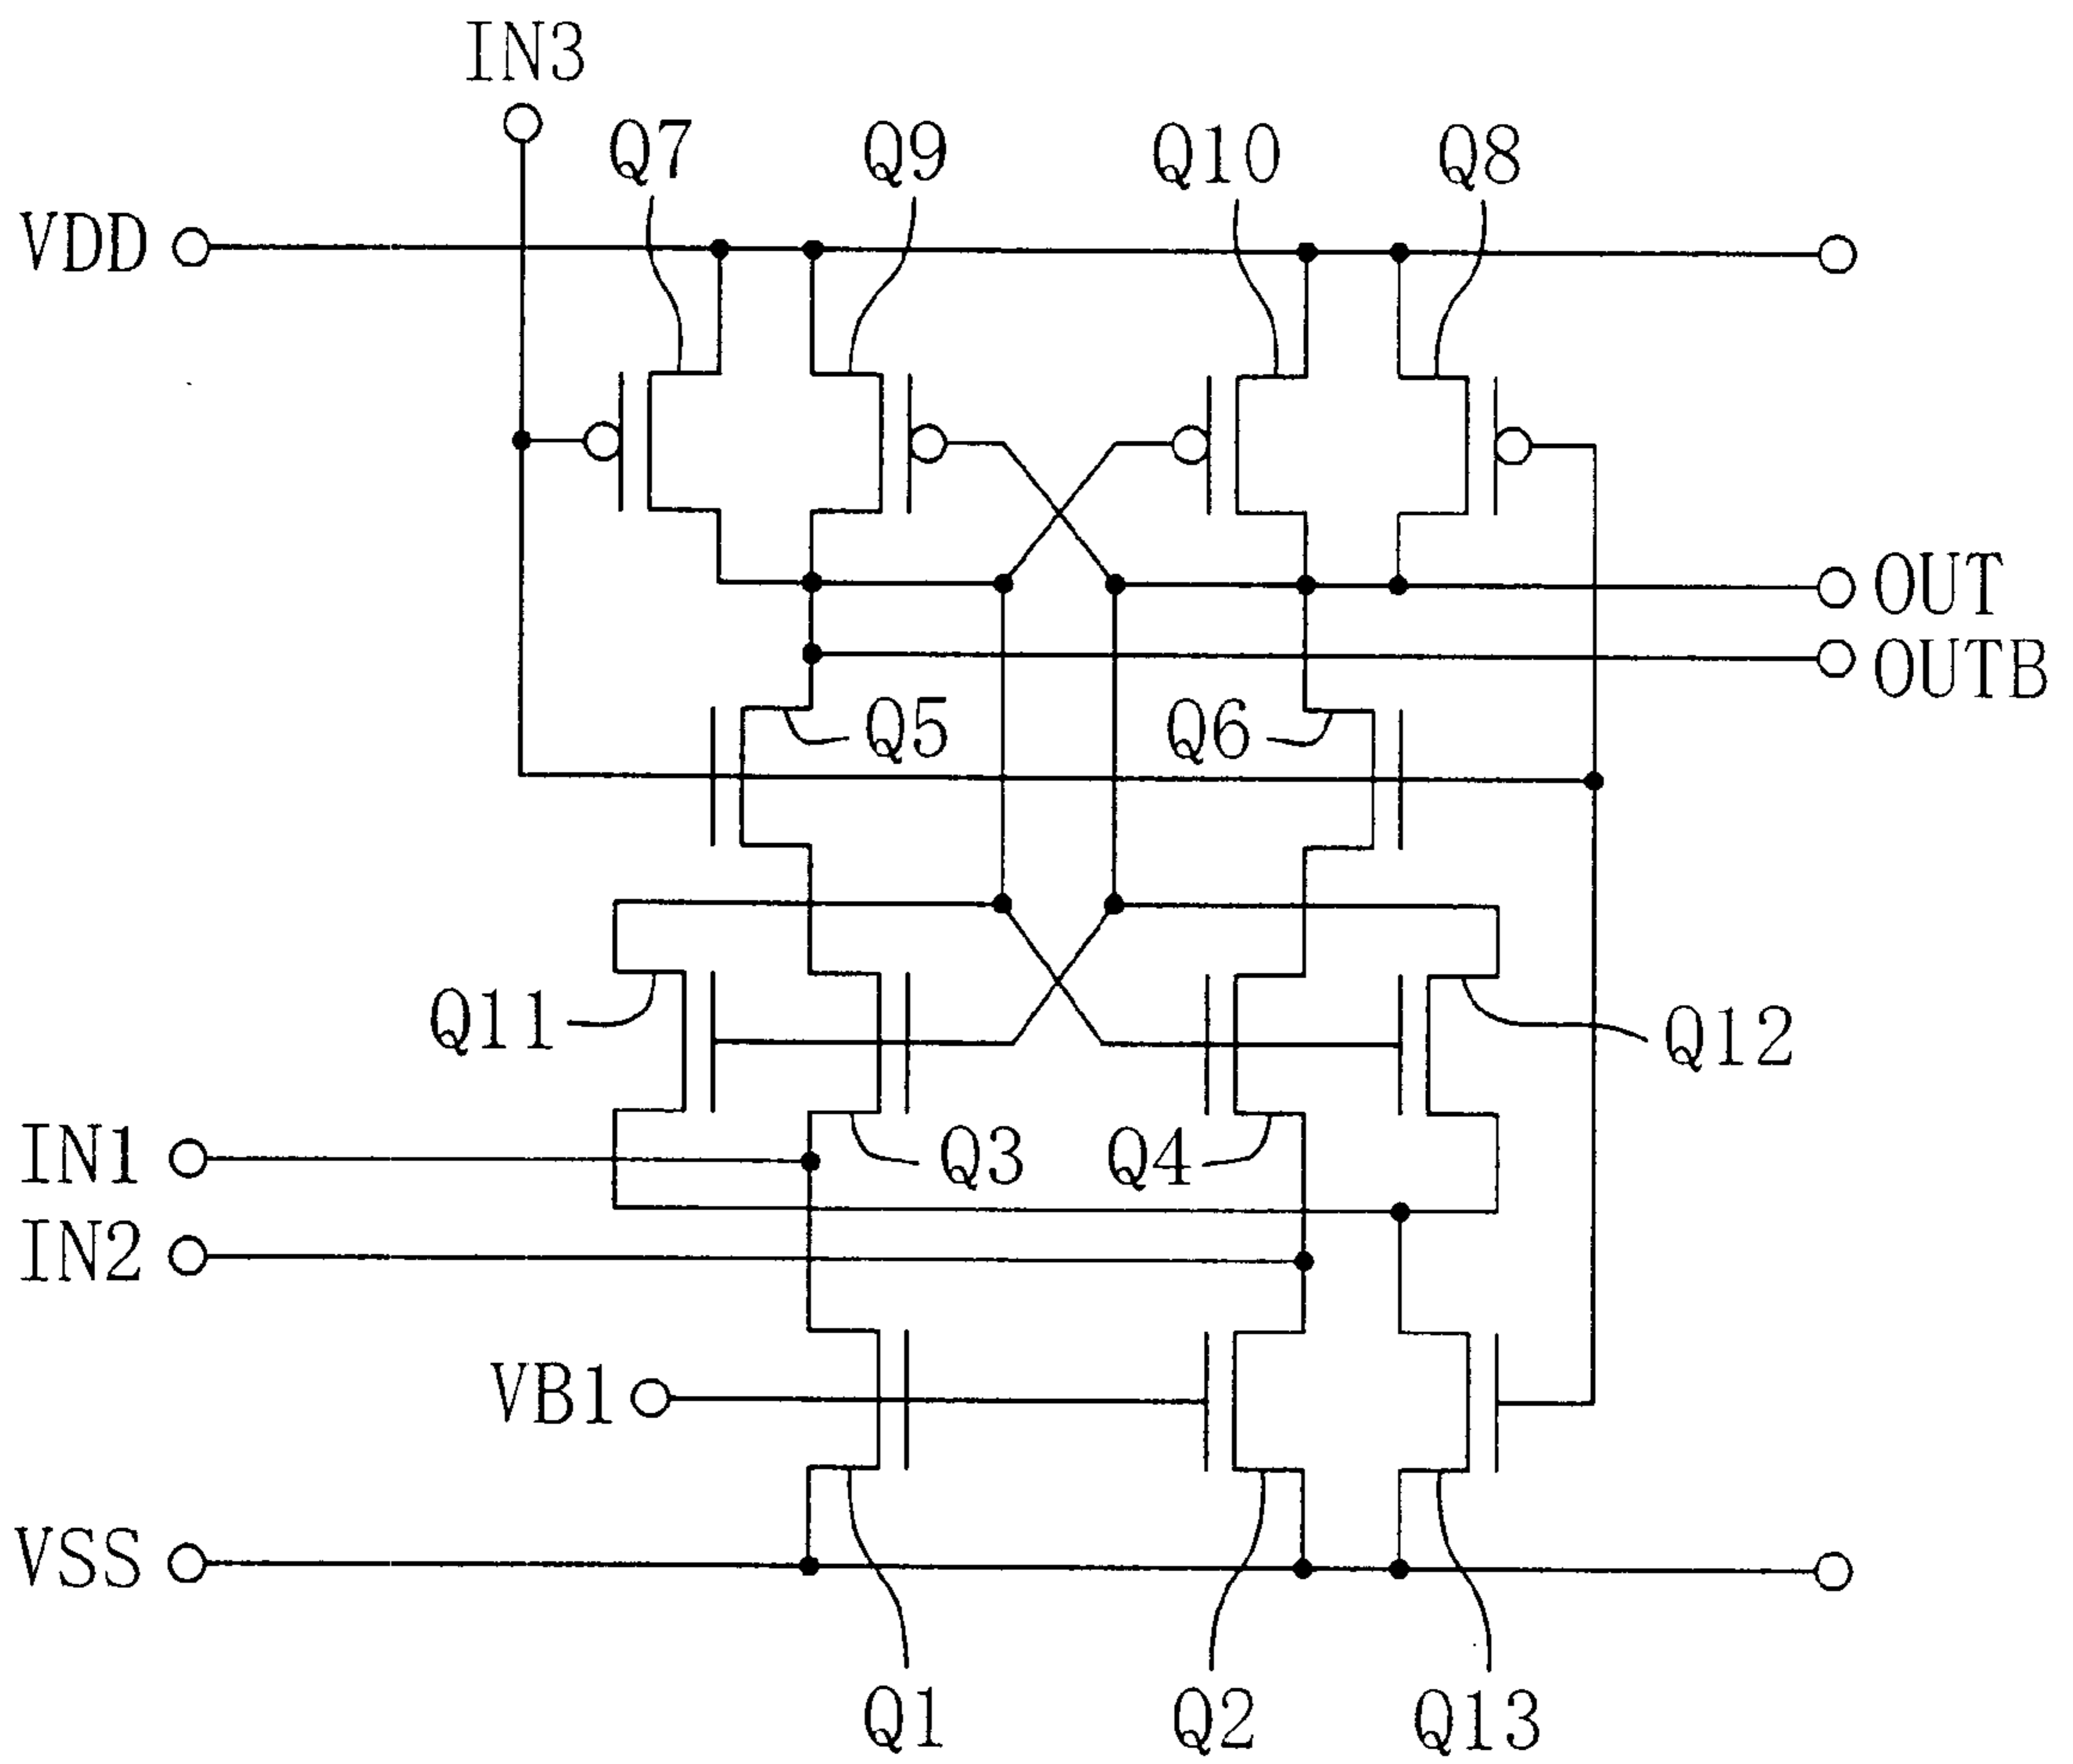 IN3
Q7 Q9 Q10 Q8
VDD
OUT
OUTB
Q5 Q6
Q11 Q12
IN1 Q3 Q4
IN2
VB1
VSS
Q1 Q2 Q13